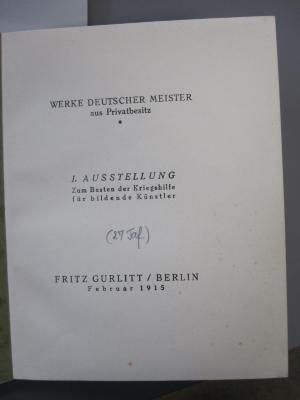 WERKE DEUTSCHER MEISTER
aus Privatbesitz
*
I. AUSSTELLUNG
Zum Besten der Kriegshilfe
für bildende Künstler
(27 Taf.)
FRITZ GURLITT / BERLIN
Februar 1915